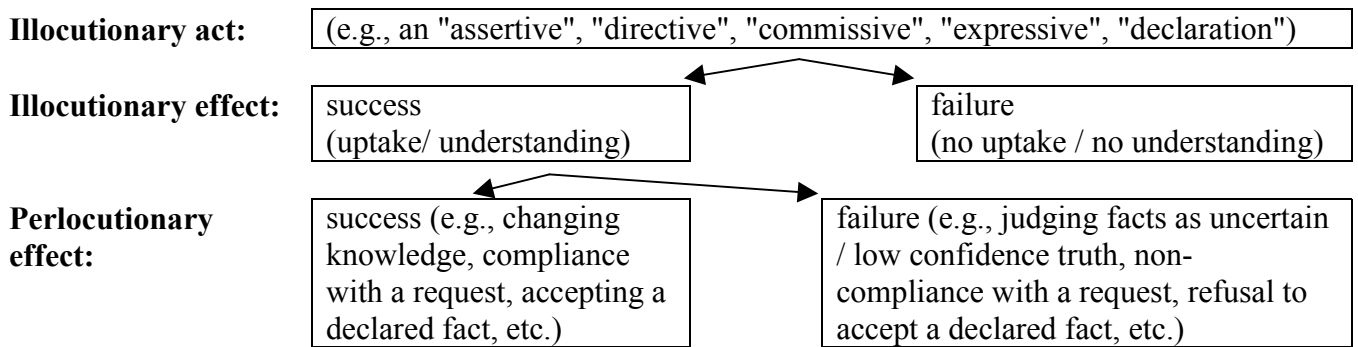 Illocutionary act: (e.g., an "assertive", "directive", "commissive", "expressive", "declaration")
Illocutionary effect: success
(uptake/ understanding)
failure
(no uptake / no understanding)
Perlocutionary
effect:
success (e.g., changing
knowledge, compliance
with a request, accepting a
declared fact, etc.)
failure (e.g., judging facts as uncertain
/ low confidence truth, non-
compliance with a request, refusal to
accept a declared fact, etc.)